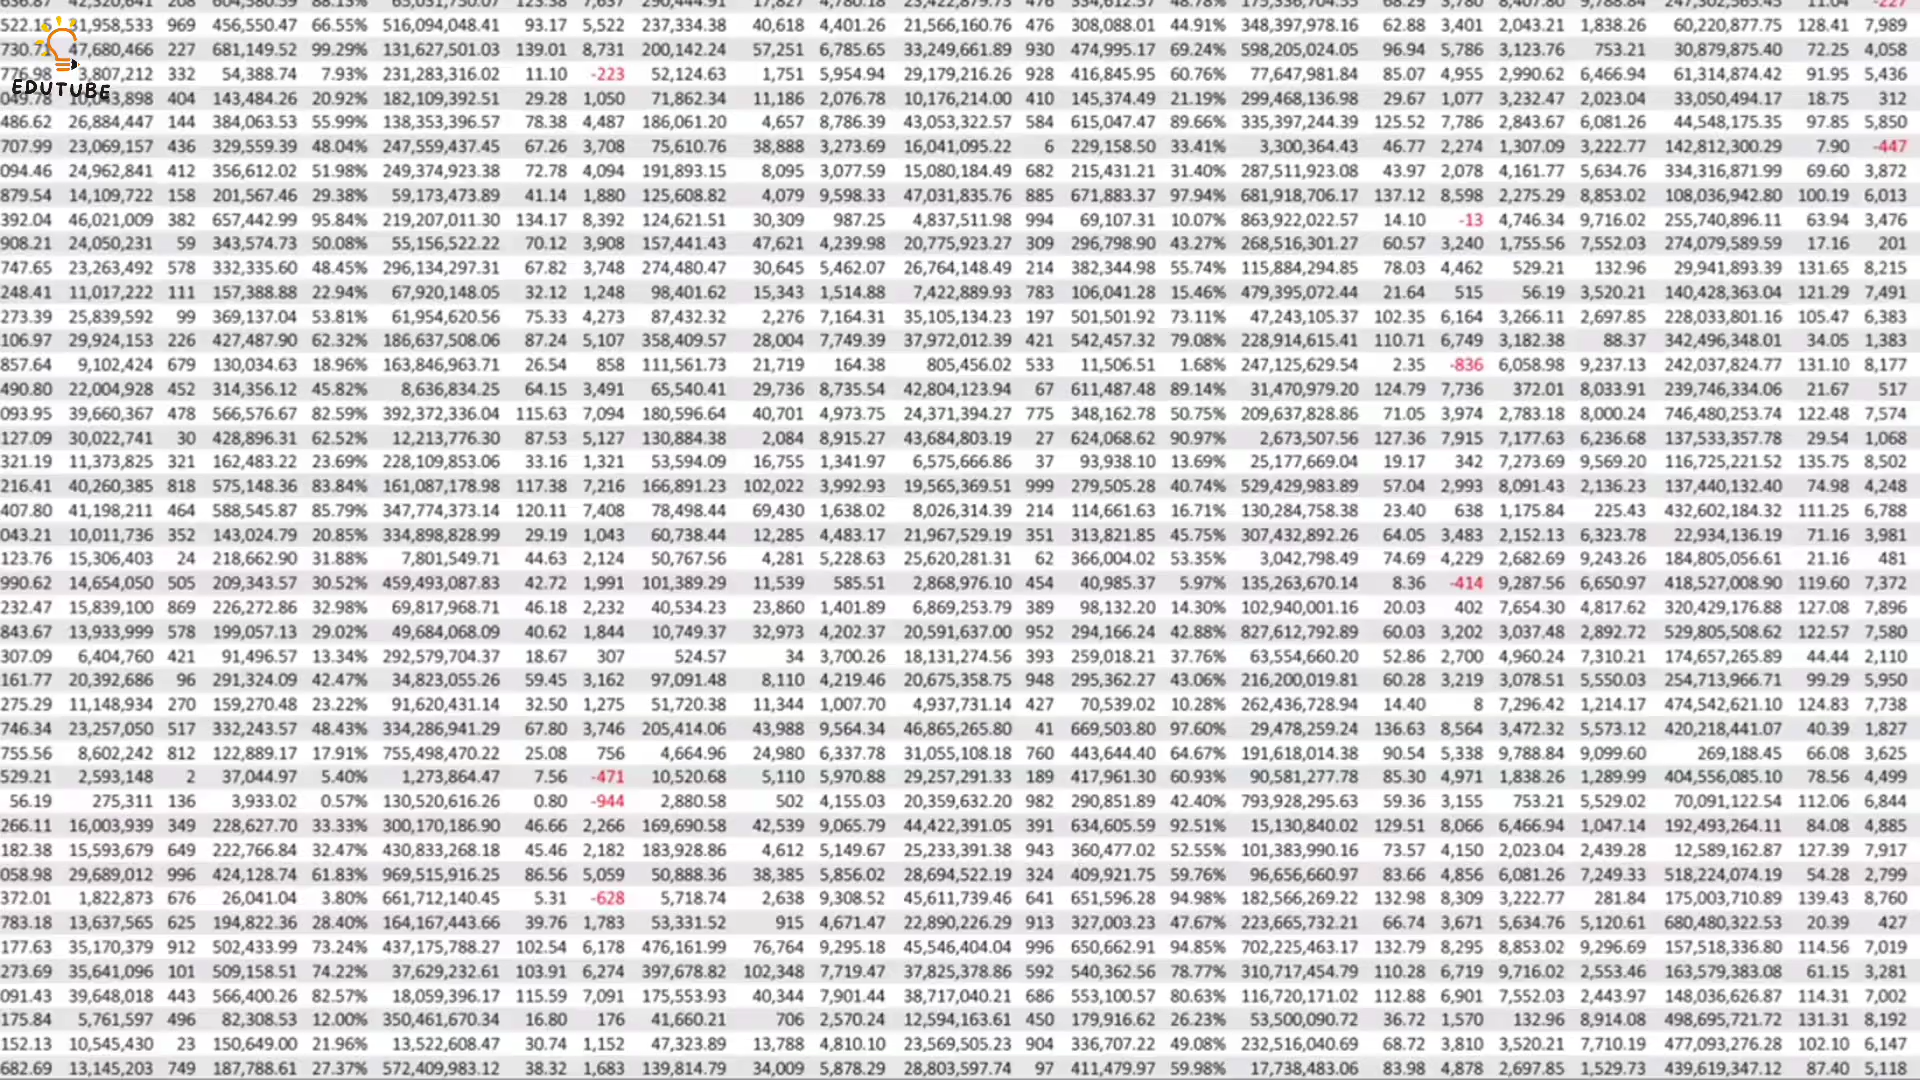 522.15 969 456,550.47 66.55% 516,094,048.41 93.17 5,522 237,334.38 40,618 4,401.26 21,566,160.76 476 308,088.01 44.91% 348,397,978.16 62.88 3,401 2,043.21 1,838.26 60,220,877.75 128.41 7,989
47,680,466 227 681,149.52 99.29% 131,627,501.03 139.01 8,731 200,142.24 57,251 6,785.65 33,249,661.89 930 474,995.17 69.24% 598,205,024.05 96.94 5,786 3,123.76 753.21 30,879,875.40 72.25 4,058
776.98 3,807,212 332 54,388.74 7.93% 231,283,316.02 11.10 -223 52,124.63 1,751 5,954.94 29,179,216.26 928 416,845.95 60.76% 77,647,981.84 85.07 4,955 2,990.62 6,466.94 61,314,874.42 91.95 5,436
EDUTUBE
049.78 404 143,484.26 20.92% 182,109,392.51 29.28 1,050 71,862.34 11,186 2,076.78 10,176,214.00 410 145,374.49 21.19% 299,468,136.98 29.67 1,077 3,232.47 2,023.04 33,050,494.17 18.75 312
486.62 26,884,447 144 384,063.53 55.99% 138,353,396.57 78.38 4,487 186,061.20 4,657 8,786.39 43,053,322.57 584 615,047.47 89.66% 335,397,244.39 125.52 7,786 2,843.67 6,081.26 44,548,175.35 97.85 5,850
707.99 23,069,157 436 329,559.39 48.04% 247,559,437.45 67.26 3,708 75,610.76 38,888 3,273.69 16,041,095.22 6 229,158.50 33.41% 3,300,364.43 46.77 2,274 1,307.09 3,222.77 142,812,300.29 7.90 -447
094.46 24,962,841 412 356,612.02 51.98% 249,374,923.38 72.78 4,094 191,893.15 8,095 3,077.59 15,080,184.49 682 215,431.21 31.40% 287,511,923.08 43.97 2,078 4,161.77 5,634.76 334,316,871.99 69.60 3,872
879.54 14,109,722 158 201,567.46 29.38% 59,173,473.89 41.14 1,880 125,608.82 4,079 9,598.33 47,031,835.76 885 671,883.37 97.94% 681,918,706.17 137.12 8,598 2,275.29 8,853.02 108,036,942.80 100.19 6,013
392.04 46,021,009 382 657,442.99 95.84% 219,207,011.30 134.17 8,392 124,621.51 30,309 987.25 4,837,511.98 994 69,107.31 10.07% 863,922,022.57 14.10 -13 4,746.34 9,716.02 255,740,896.11 63.94 3,476
908.21 24,050,231 59 343,574.73 50.08% 55,156,522.22 70.12 3,908 157,441.43 47,621 4,239.98 20,775,923.27 309 296,798.90 43.27% 268,516,301.27 60.57 3,240 1,755.56 7,552.03 274,079,589.59 17.16 201
747.65 23,263,492 578 332,335.60 48.45% 296,134,297.31 67.82 3,748 274,480.47 30,645 5,462.07 26,764,148.49 214 382,344.98 55.74% 115,884,294.85 78.03 4,462 529.21 132.96 29,941,893.39 131.65 8,215
248.41 11,017,222 111 157,388.88 22.94% 67,920,148.05 32.12 1,248 98,401.62 15,343 1,514.88 7,422,889.93 783 106,041.28 15.46% 479,395,072.44 21.64 515 56.19 3,520.21 140,428,363.04 121.29 7,491
273.39 25,839,592 99 369,137.04 53.81% 61,954,620.56 75.33 4,273 87,432.32 2,276 7,164.31 35,105,134.23 197 501,501.92 73.11% 47,243,105.37 102.35 6,164 3,266.11 2,697.85 228,033,801.16 105.47 6,383
106.97 29,924,153 226 427,487.90 62.32% 186,637,508.06 87.24 5,107 358,409.57 28,004 7,749.39 37,972,012.39 421 542,457.32 79.08% 228,914,615.41 110.71 6,749 3,182.38 88.37 342,496,348.01 34.05 1,383
857.64 9,102,424 679 130,034.63 18.96% 163,846,963.71 26.54 858 111,561.73 21,719 164.38 805,456.02 533 11,506.51 1.68% 247,125,629.54 2.35 -836 6,058.98 9,237.13 242,037,824.77 131.10 8,177
490.80 22,004,928 452 314,356.12 45.82% 8,636,834.25 64.15 3,491 65,540.41 29,736 8,735.54 42,804,123.94 67 611,487.48 89.14% 31,470,979.20 124.79 7,736 372.01 8,033.91 239,746,334.06 21.67 517
093.95 39,660,367 478 566,576.67 82.59% 392,372,336.04 115.63 7,094 180,596.64 40,701 4,973.75 24,371,394.27 775 348,162.78 50.75% 209,637,828.86 71.05 3,974 2,783.18 8,000.24 746,480,253.74 122.48 7,574
127.09 30,022,741 30 428,896.31 62.52% 12,213,776.30 87.53 5,127 130,884.38 2,084 8,915.27 43,684,803.19 27 624,068.62 90.97% 2,673,507.56 127.36 7,915 7,177.63 6,236.68 137,533,357.78 29.54 1,068
321.19 11,373,825 321 162,483.22 23.69% 228,109,853.06 33.16 1,321 53,594.09 16,755 1,341.97 6,575,666.86 37 93,938.10 13.69% 25,177,669.04 19.17 342 7,273.69 9,569.20 116,725,221.52 135.75 8,502
216.41 40,260,385 818 575,148.36 83.84% 161,087,178.98 117.38 7,216 166,891.23 102,022 3,992.93 19,565,369.51 999 279,505.28 40.74% 529,429,983.89 57.04 2,993 8,091.43 2,136.23 137,440,132.40 74.98 4,248
407.80 41,198,211 464 588,545.87 85.79% 347,774,373.14 120.11 7,408 78,498.44 69,430 1,638.02 8,026,314.39 214 114,661.63 16.71% 130,284,758.38 23.40 638 1,175.84 225.43 432,602,184.32 111.25 6,788
043.21 10,011,736 352 143,024.79 20.85% 334,898,828.99 29.19 1,043 60,738.44 12,285 4,483.17 21,967,529.19 351 313,821.85 45.75% 307,432,892.26 64.05 3,483 2,152.13 6,323.78 22,934,136.19 71.16 3,981
123.76 15,306,403 24 218,662.90 31.88% 7,801,549.71 44.63 2,124 50,767.56 4,281 5,228.63 25,620,281.31 62 366,004.02 53.35% 3,042,798.49 74.69 4,229 2,682.69 9,243.26 184,805,056.61 21.16 481
990.62 14,654,050 505 209,343.57 30.52% 459,493,087.83 42.72 1,991 101,389.29 11,539 585.51 2,868,976.10 454 40,985.37 5.97% 135,263,670.14 8.36 -414 9,287.56 6,650.97 418,527,008.90 119.60 7,372
232.47 15,839,100 869 226,272.86 32.98% 69,817,968.71 46.18 2,232 40,534.23 23,860 1,401.89 6,869,253.79 389 98,132.20 14.30% 102,940,001.16 20.03 402 7,654.30 4,817.62 320,429,176.88 127.08 7,896
843.67 13,933,999 578 199,057.13 29.02% 49,684,068.09 40.62 1,844 10,749.37 32,973 4,202.37 20,591,637.00 952 294,166.24 42.88% 827,612,792.89 60.03 3,202 3,037.48 2,892.72 529,805,508.62 122.57 7,580
307.09 6,404,760 421 91,496.57 13.34% 292,579,704.37 18.67 307 524.57 34 3,700.26 18,131,274.56 393 259,018.21 37.76% 63,554,660.20 52.86 2,700 4,960.24 7,310.21 174,657,265.89 44.44 2,110
161.77 20,392,686 96 291,324.09 42.47% 34,823,055.26 59.45 3,162 97,091.48 8,110 4,219.46 20,675,358.75 948 295,362.27 43.06% 216,200,019.81 60.28 3,219 3,078.51 5,550.03 254,713,966.71 99.29 5,950
275.29 11,148,934 270 159,270.48 23.22% 91,620,431.14 32.50 1,275 51,720.38 11,344 1,007.70 4,937,731.14 427 70,539.02 10.28% 262,436,728.94 14.40 8 7,296.42 1,214.17 474,542,621.10 124.83 7,738
746.34 23,257,050 517 332,243.57 48.43% 334,286,941.29 67.80 3,746 205,414.06 43,988 9,564.34 46,865,265.80 41 669,503.80 97.60% 29,478,259.24 136.63 8,564 3,472.32 5,573.12 420,218,441.07 40.39 1,827
755.56 8,602,242 812 122,889.17 17.91% 755,498,470.22 25.08 756 4,664.96 24,980 6,337.78 31,055,108.18 760 443,644.40 64.67% 191,618,014.38 90.54 5,338 9,788.84 9,099.60 269,188.45 66.08 3,625
529.21 2,593,148 2 37,044.97 5.40% 1,273,864.47 7.56 -471 10,520.68 5,110 5,970.88 29,257,291.33 189 417,961.30 60.93% 90,581,277.78 85.30 4,971 1,838.26 1,289.99 404,556,085.10 78.56 4,499
56.19 275,311 136 3,933.02 0.57% 130,520,616.26 0.80 -944 2,880.58 502 4,155.03 20,359,632.20 982 290,851.89 42.40% 793,928,295.63 59.36 3,155 753.21 5,529.02 70,091,122.54 112.06 6,844
266.11 16,003,939 349 228,627.70 33.33% 300,170,186.90 46.66 2,266 169,690.58 42,539 9,065.79 44,422,391.05 391 634,605.59 92.51% 15,130,840.02 129.51 8,066 6,466.94 1,047.14 192,493,264.11 84.08 4,885
182.38 15,593,679 649 222,766.84 32.47% 430,833,268.18 45.46 2,182 183,928.86 4,612 5,149.67 25,233,391.38 943 360,477.02 52.55% 101,383,990.16 73.57 4,150 2,023.04 2,439.28 12,589,162.87 127.39 7,917
058.98 29,689,012 996 424,128.74 61.83% 969,515,916.25 86.56 5,059 50,888.36 38,385 5,856.02 28,694,522.19 324 409,921.75 59.76% 96,656,660.97 83.66 4,856 6,081.26 7,249.33 518,224,074.19 54.28 2,799
372.01 1,822,873 676 26,041.04 3.80% 661,712,140.45 5.31 -628 5,718.74 2,638 9,308.52 45,611,739.46 641 651,596.28 94.98% 182,566,269.22 132.98 8,309 3,222.77 281.84 175,003,710.89 139.43 8,760
783.18 13,637,565 625 194,822.36 28.40% 164,167,443.66 39.76 1,783 53,331.52 915 4,671.47 22,890,226.29 913 327,003.23 47.67% 223,665,732.21 66.74 3,671 5,634.76 5,120.61 680,480,322.53 20.39 427
177.63 35,170,379 912 502,433.99 73.24% 437,175,788.27 102.54 6,178 476,161.99 76,764 9,295.18 45,546,404.04 996 650,662.91 94.85% 702,225,463.17 132.79 8,295 8,853.02 9,296.69 157,518,336.80 114.56 7,019
273.69 35,641,096 101 509,158.51 74.22% 37,629,232.61 103.91 6,274 397,678.82 102,348 7,719.47 37,825,378.86 592 540,362.56 78.77% 310,717,454.79 110.28 6,719 9,716.02 2,553.46 163,579,383.08 61.15 3,281
091.43 39,648,018 443 566,400.26 82.57% 18,059,396.17 115.59 7,091 175,553.93 40,344 7,901.44 38,717,040.21 686 553,100.57 80.63% 116,720,171.02 112.88 6,901 7,552.03 2,443.97 148,036,626.87 114.31 7,002
175.84 5,761,597 496 82,308.53 12.00% 350,461,670.34 16.80 176 41,660.21 706 2,570.24 12,594,163.61 450 179,916.62 26.23% 53,500,090.72 36.72 1,570 132.96 8,914.08 498,695,721.72 131.31 8,192
152.13 10,545,430 23 150,649.00 21.96% 13,522,608.47 30.74 1,152 47,323.89 13,788 4,810.10 23,569,505.23 904 336,707.22 49.08% 232,516,040.69 68.72 3,810 3,520.21 7,710.19 477,093,276.28 102.10 6,147
682.69 13,145,203 749 187,788.61 27.37% 572,409,983.12 38.32 1,683 139,814.79 34,009 5,878.29 28,803,597.74 97 411,479.97 59.98% 17,738,483.06 83.98 4,878 2,697.85 1,529.73 439,619,347.12 87.40 5,118